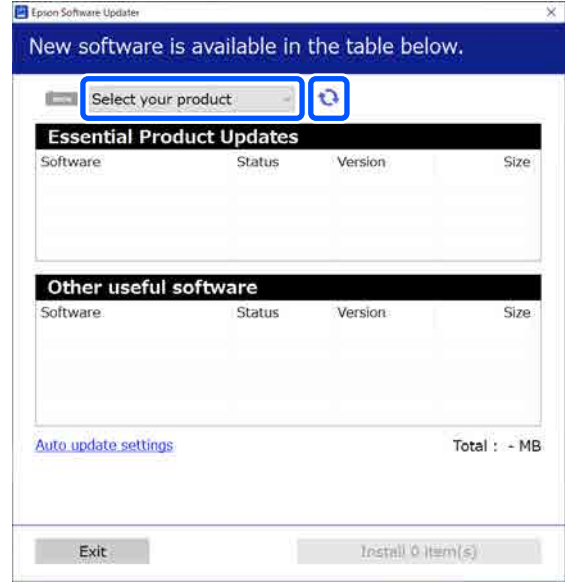 Epson Software Updater
New software is available in the table below.
Select your product
Essential Product Updates
Software Status Version Size
Other useful software
Software Status Version Size
Auto update settings Total : - MB
Exit Install 0 item(s)